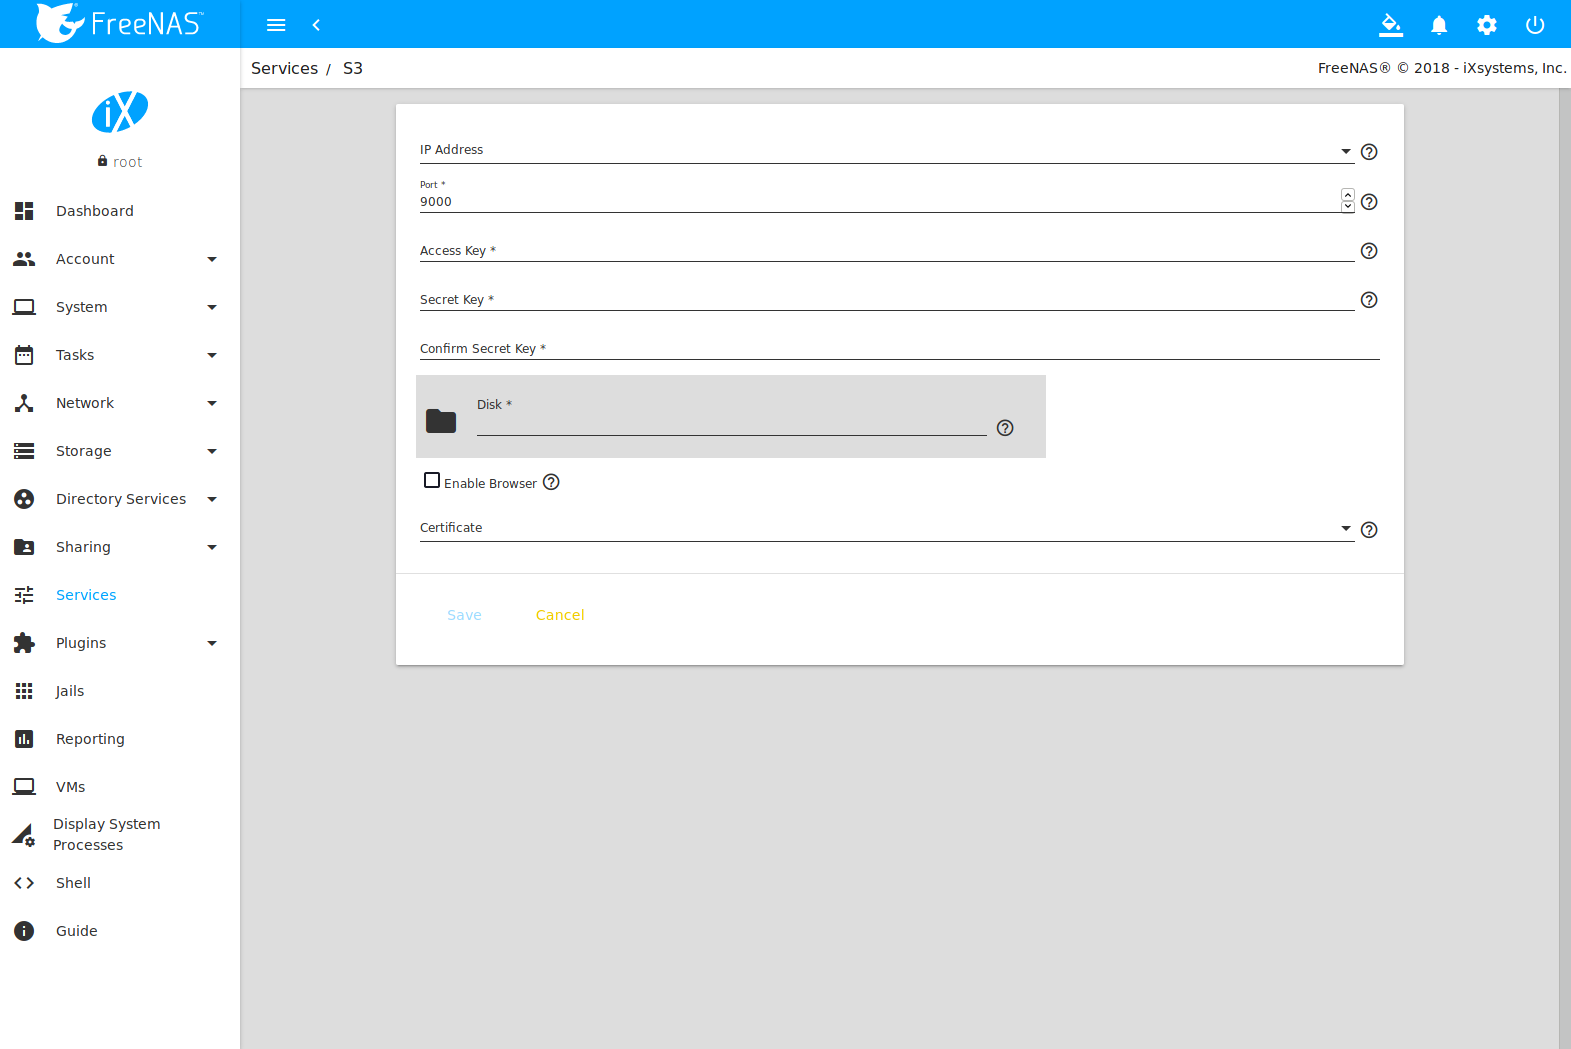 FreeNAS™
Services / S3
FreeNAS® © 2018 - iXsystems, Inc.
iX
root
Dashboard
Account
System
Tasks
Network
Storage
Directory Services
Sharing
Services
Plugins
Jails
Reporting
VMs
Display System
Processes
Shell
Guide
IP Address
Port *
9000
Access Key *
Secret Key *
Confirm Secret Key *
Disk *
Enable Browser
Certificate
Save Cancel